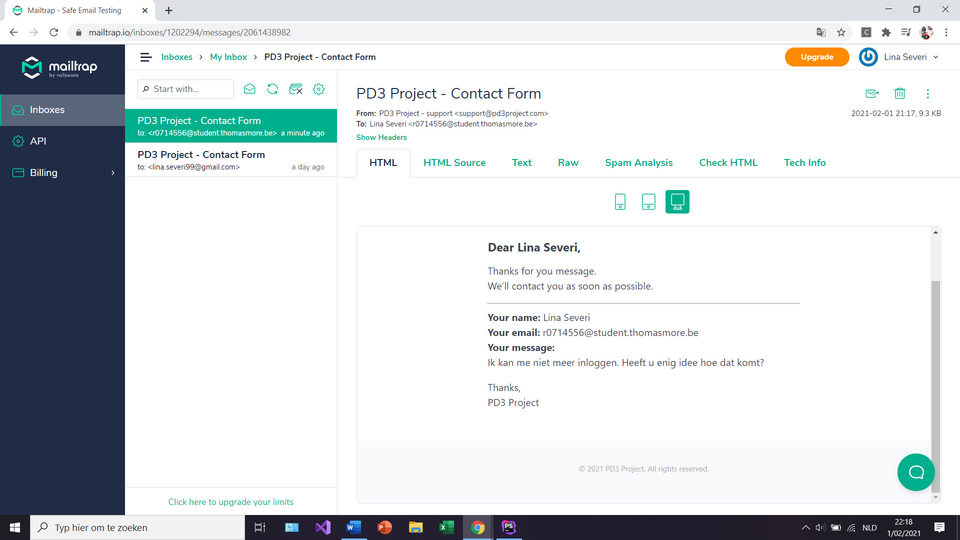 Mailtrap - Safe Email Testing
mailtrap.io/inboxes/1202294/messages/2061438982
mailtrap
by railsware
Inboxes
API
Billing
Inboxes > My Inbox > PD3 Project - Contact Form
Upgrade
Lina Severi
Start with...
PD3 Project - Contact Form
to: <r0714556@student.thomasmore.be> a minute ago
PD3 Project - Contact Form
to: <lina.severi99@gmail.com> a day ago
Click here to upgrade your limits
PD3 Project - Contact Form
From: PD3 Project - support <support@pd3project.com>
2021-02-01 21:17, 9.3 KB
To: Lina Severi <r0714556@student.thomasmore.be>
Show Headers
HTML HTML Source Text Raw Spam Analysis Check HTML Tech Info
Dear Lina Severi,
Thanks for you message.
We'll contact you as soon as possible.
Your name: Lina Severi
Your email: r0714556@student.thomasmore.be
Your message:
Ik kan me niet meer inloggen. Heeft u enig idee hoe dat komt?
Thanks,
PD3 Project
© 2021 PD3 Project. All rights reserved.
Typ hier om te zoeken
NLD
22:18
1/02/2021